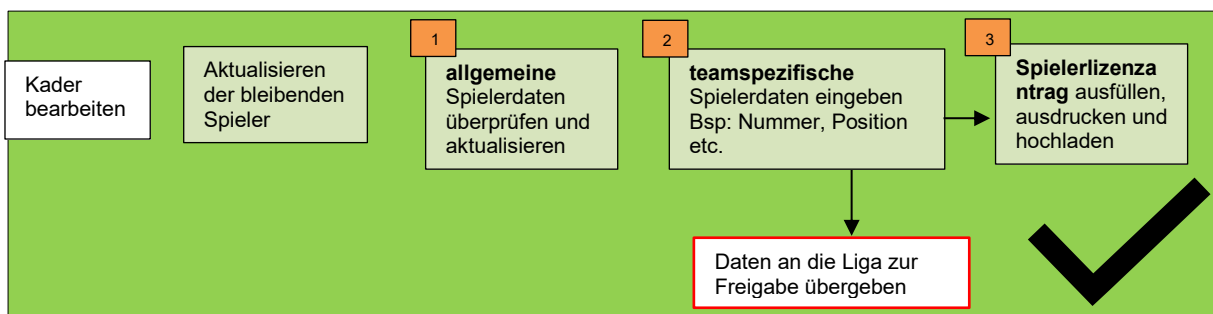 Kader
bearbeiten
Aktualisieren
der bleibenden
Spieler
1
allgemeine
Spielerdaten
überprüfen und
aktualisieren
2
teamspezifische
Spielerdaten eingeben
Bsp: Nummer, Position
etc.
3
Spielerlizenza
ntrag ausfüllen,
ausdrucken und
hochladen
Daten an die Liga zur
Freigabe übergeben